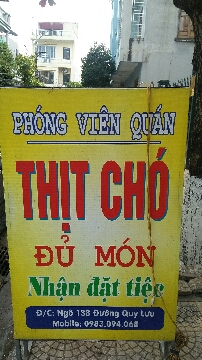 PHÓNG VIÊN QUÁN
THỊT CHÓ
ĐỦ MÓN
Nhận đặt tiệc
Đ/C: Ngõ 138 Đường Quy Lưu
Mobile: 0983.094.068